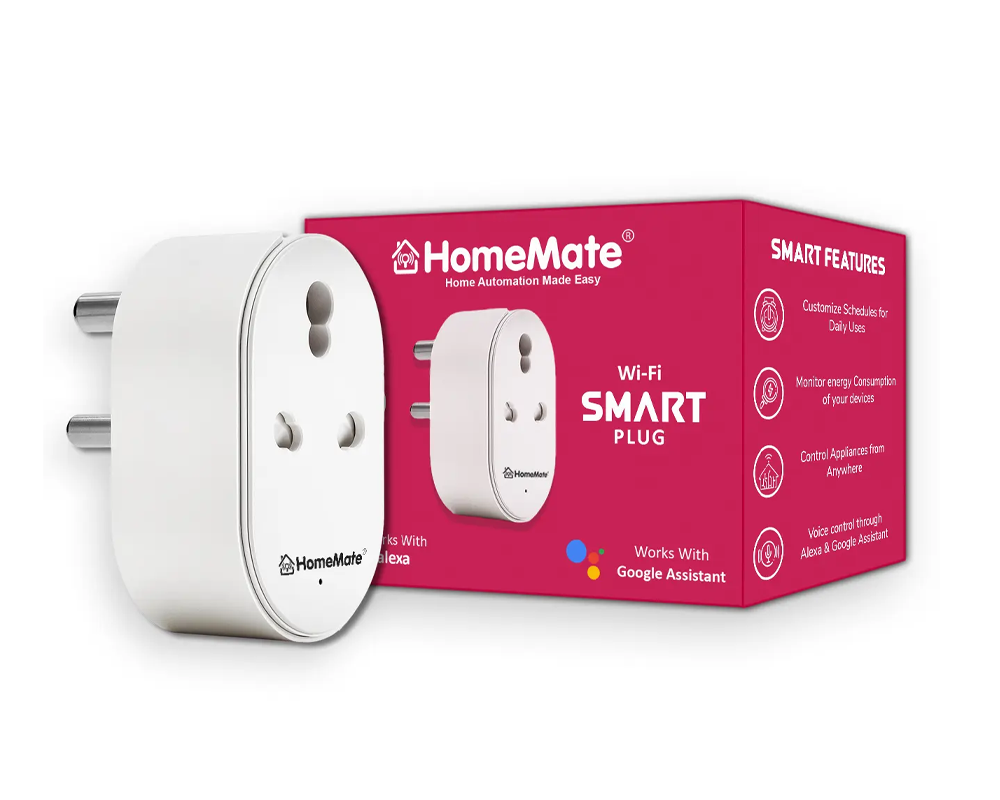 HomeMate®
Home Automation Made Easy
Wi-Fi
SMART
PLUG
HomeMate
rks With
alexa
Works With
Google Assistant
SMART FEATURES
Customize Schedules for
Daily Uses
Monitor energy Consumption
of your devices
Control Appliances from
Anywhere
Voice control through
Alexa & Google Assistant
HomeMate